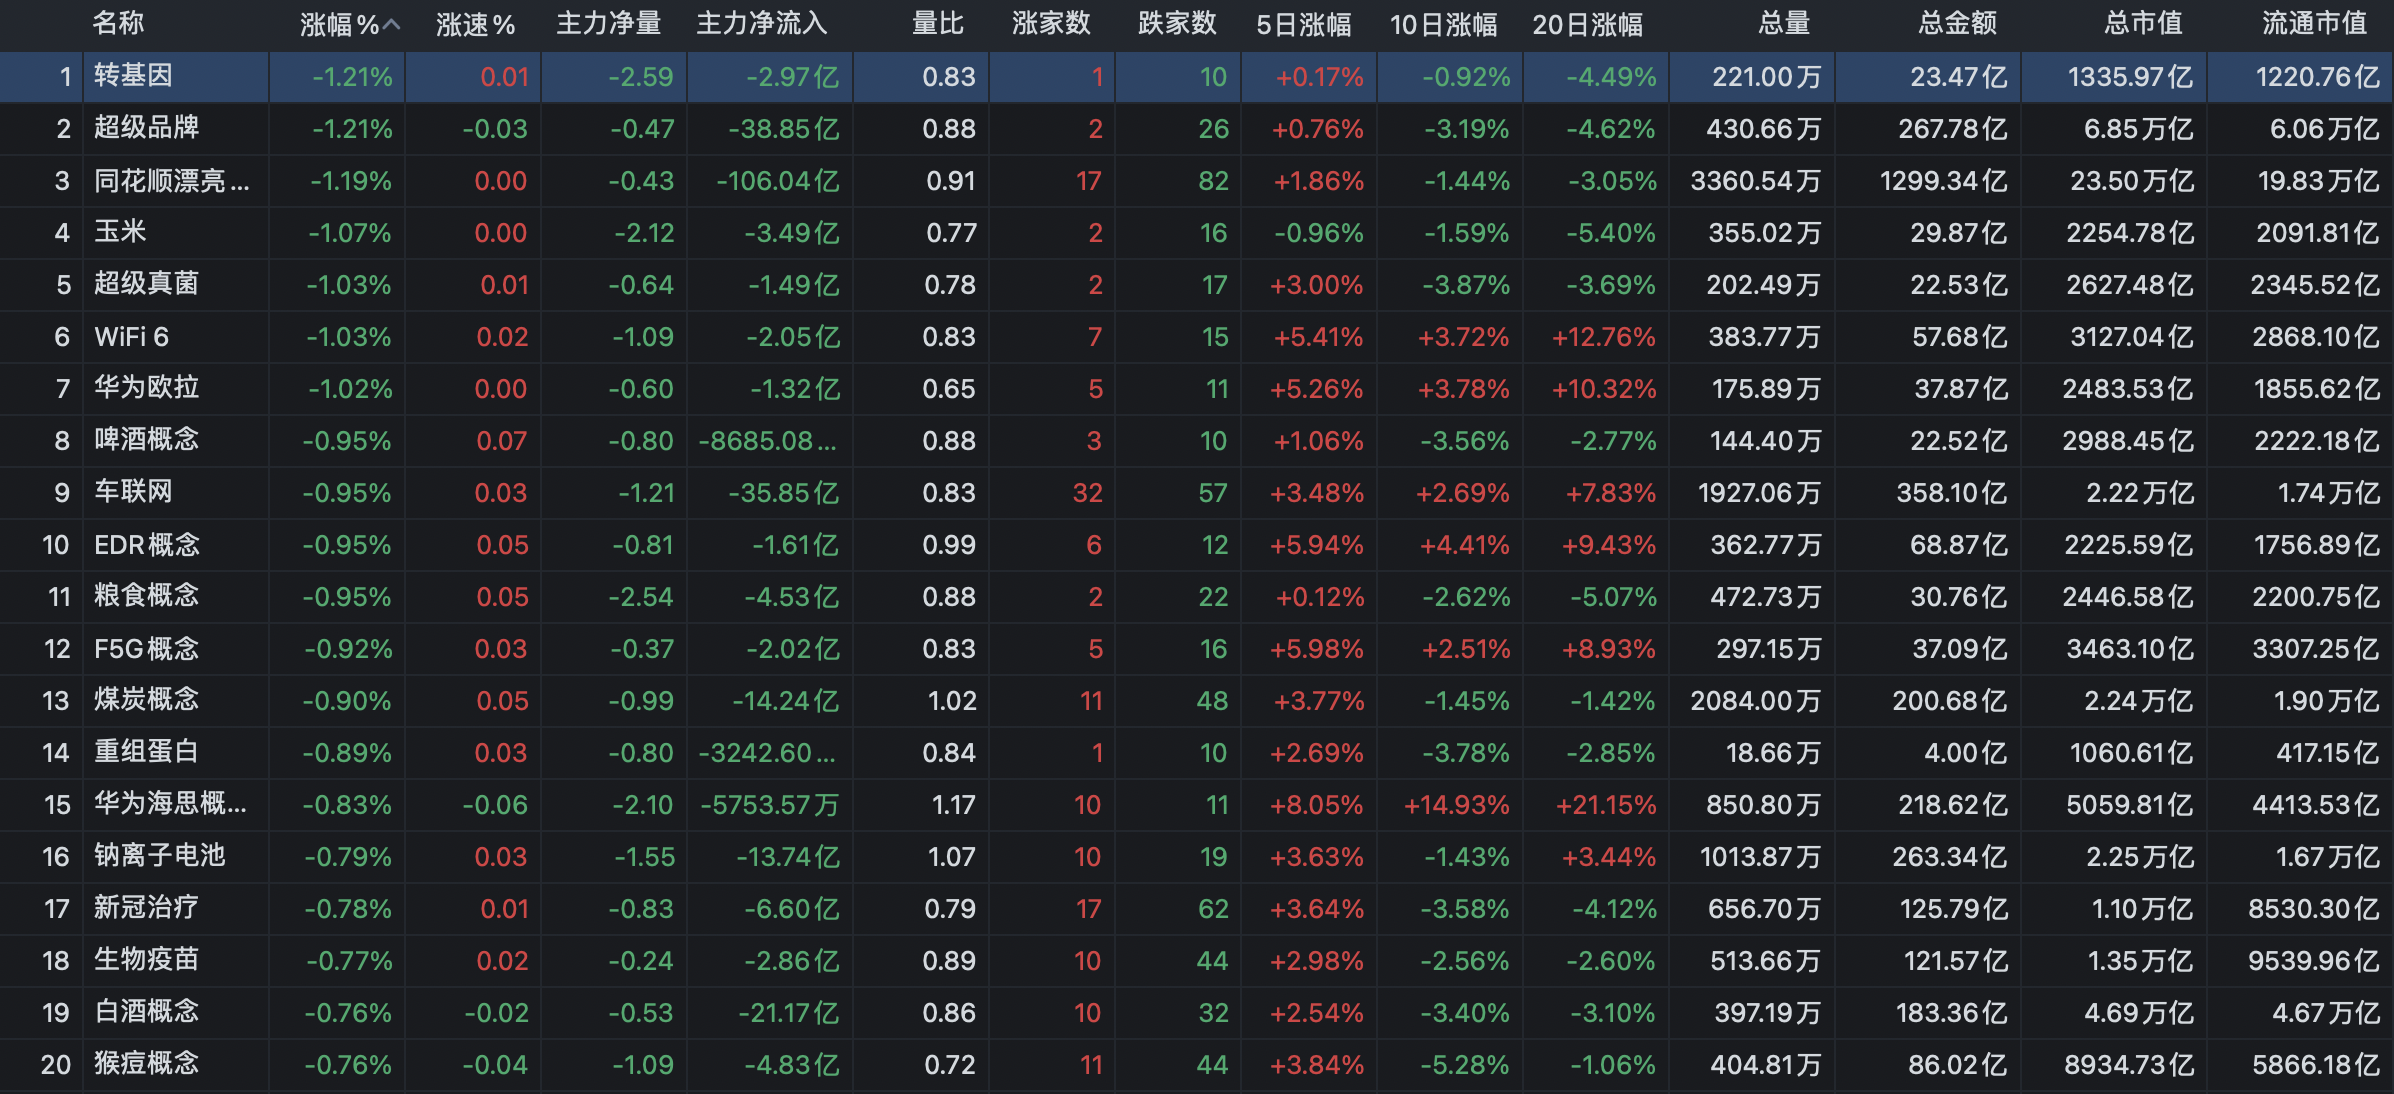 名称 涨幅% 涨速% 主力净量 主力净流入 量比 涨家数 跌家数 5日涨幅 10日涨幅 20日涨幅 总量 总金额 总市值 流通市值
1 转基因 -1.21% 0.01 -2.59 -2.97亿 0.83 1 10 +0.17% -0.92% -4.49% 221.00万 23.47亿 1335.97亿 1220.76亿
2 超级品牌 -1.21% -0.03 -0.47 -38.85亿 0.88 2 26 +0.76% -3.19% -4.62% 430.66万 267.78亿 6.85万亿 6.06万亿
3 同花顺漂亮... -1.19% 0.00 -0.43 -106.04亿 0.91 17 82 +1.86% -1.44% -3.05% 3360.54万 1299.34亿 23.50万亿 19.83万亿
4 玉米 -1.07% 0.00 -2.12 -3.49亿 0.77 2 16 -0.96% -1.59% -5.40% 355.02万 29.87亿 2254.78亿 2091.81亿
5 超级真菌 -1.03% 0.01 -0.64 -1.49亿 0.78 2 17 +3.00% -3.87% -3.69% 202.49万 22.53亿 2627.48亿 2345.52亿
6 WiFi 6 -1.03% 0.02 -1.09 -2.05亿 0.83 7 15 +5.41% +3.72% +12.76% 383.77万 57.68亿 3127.04亿 2868.10亿
7 华为欧拉 -1.02% 0.00 -0.60 -1.32亿 0.65 5 11 +5.26% +3.78% +10.32% 175.89万 37.87亿 2483.53亿 1855.62亿
8 啤酒概念 -0.95% 0.07 -0.80 -8685.08... 0.88 3 10 +1.06% -3.56% -2.77% 144.40万 22.52亿 2988.45亿 2222.18亿
9 车联网 -0.95% 0.03 -1.21 -35.85亿 0.83 32 57 +3.48% +2.69% +7.83% 1927.06万 358.10亿 2.22万亿 1.74万亿
10 EDR概念 -0.95% 0.05 -0.81 -1.61亿 0.99 6 12 +5.94% +4.41% +9.43% 362.77万 68.87亿 2225.59亿 1756.89亿
11 粮食概念 -0.95% 0.05 -2.54 -4.53亿 0.88 2 22 +0.12% -2.62% -5.07% 472.73万 30.76亿 2446.58亿 2200.75亿
12 F5G概念 -0.92% 0.03 -0.37 -2.02亿 0.83 5 16 +5.98% +2.51% +8.93% 297.15万 37.09亿 3463.10亿 3307.25亿
13 煤炭概念 -0.90% 0.05 -0.99 -14.24亿 1.02 11 48 +3.77% -1.45% -1.42% 2084.00万 200.68亿 2.24万亿 1.90万亿
14 重组蛋白 -0.89% 0.03 -0.80 -3242.60... 0.84 1 10 +2.69% -3.78% -2.85% 18.66万 4.00亿 1060.61亿 417.15亿
15 华为海思概... -0.83% -0.06 -2.10 -5753.57万 1.17 10 11 +8.05% +14.93% +21.15% 850.80万 218.62亿 5059.81亿 4413.53亿
16 钠离子电池 -0.79% 0.03 -1.55 -13.74亿 1.07 10 19 +3.63% -1.43% +3.44% 1013.87万 263.34亿 2.25万亿 1.67万亿
17 新冠治疗 -0.78% 0.01 -0.83 -6.60亿 0.79 17 62 +3.64% -3.58% -4.12% 656.70万 125.79亿 1.10万亿 8530.30亿
18 生物疫苗 -0.77% 0.02 -0.24 -2.86亿 0.89 10 44 +2.98% -2.56% -2.60% 513.66万 121.57亿 1.35万亿 9539.96亿
19 白酒概念 -0.76% -0.02 -0.53 -21.17亿 0.86 10 32 +2.54% -3.40% -3.10% 397.19万 183.36亿 4.69万亿 4.67万亿
20 猴痘概念 -0.76% -0.04 -1.09 -4.83亿 0.72 11 44 +3.84% -5.28% -1.06% 404.81万 86.02亿 8934.73亿 5866.18亿